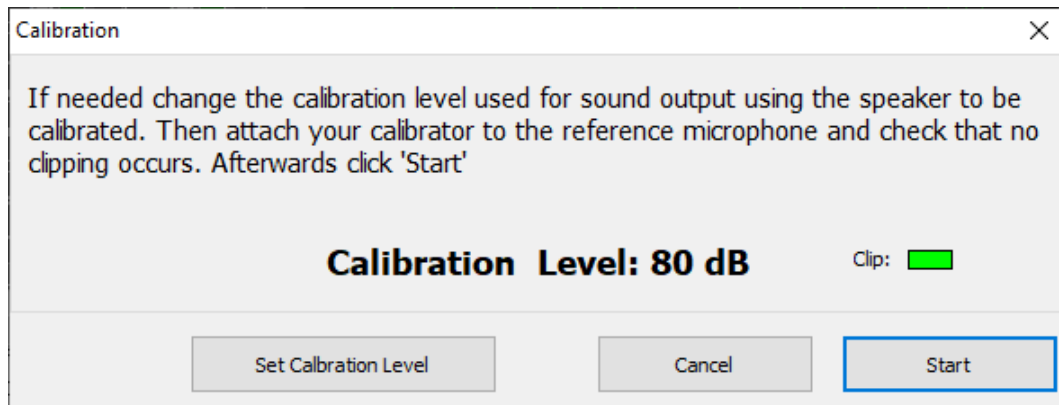 Calibration
If needed change the calibration level used for sound output using the speaker to be
calibrated. Then attach your calibrator to the reference microphone and check that no
clipping occurs. Afterwards click 'Start'
Calibration Level: 80 dB
Clip:
Set Calbration Level
Cancel
Start